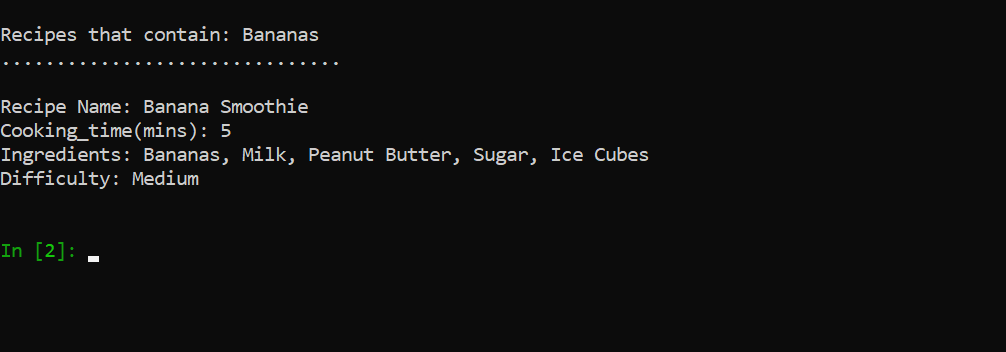 Recipes that contain: Bananas
...............................
Recipe Name: Banana Smoothie
Cooking_time(mins): 5
Ingredients: Bananas, Milk, Peanut Butter, Sugar, Ice Cubes
Difficulty: Medium
In [2]: